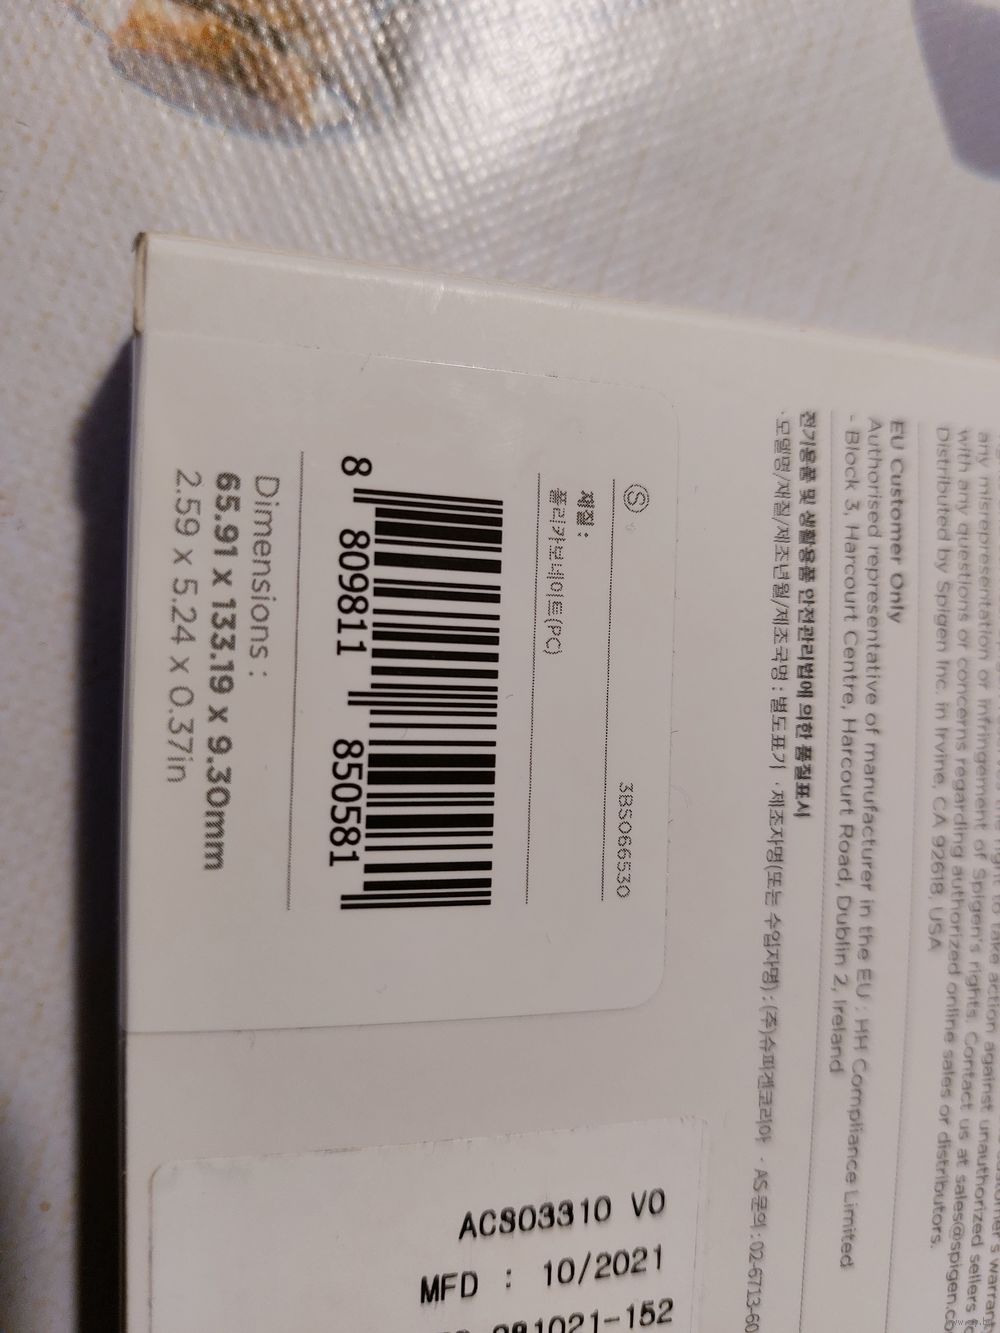 any misrepresentation or infringement of Spigen's rights. Contact us at sales@spigen.co
with any questions or concerns regarding authorized online sales or distributors.
Distributed by Spigen Inc. in Irvine, CA 92618, USA
EU Customer Only
Authorised representative of manufacturer in the EU : HH Compliance Limited
- Block 3, Harcourt Centre, Harcourt Road, Dublin 2, Ireland
전기용품 및 생활용품 안전관리법에 의한 품질표시
·모델명/재질/제조년월/제조국명 : 별도표기 · 제조자명(또는 수입자명) : (주)슈피겐코리아 · AS문의 : 02-6713-60
S 3BS066530
재질 :
폴리카보네이트(PC)
8 809811 850581
Dimensions :
65.91 x 133.19 x 9.30mm
2.59 x 5.24 x 0.37in
ACS03310 V0
MFD : 10/2021
081021-152